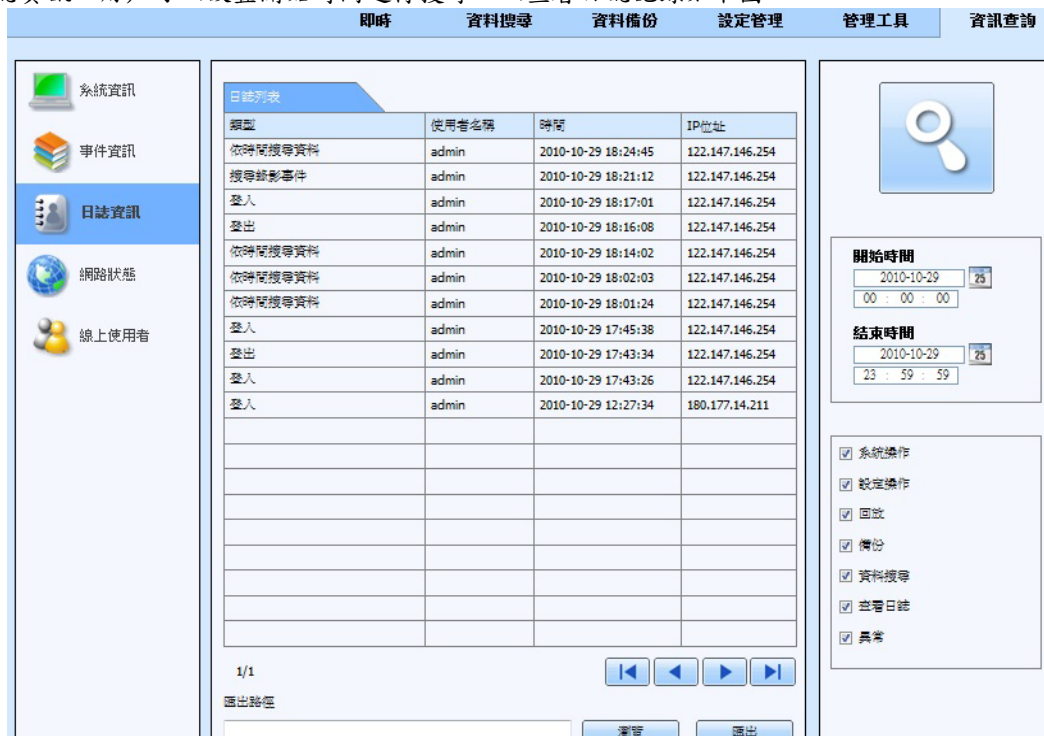 即時 資料搜尋 資料備份 設定管理 管理工具 資訊查詢
系統資訊
事件資訊
日誌資訊
網路狀態
線上使用者
日誌列表
類型 使用者名稱 時間 IP位址
依時間搜尋資料 admin 2010-10-29 18:24:45 122.147.146.254
搜尋錄影事件 admin 2010-10-29 18:21:12 122.147.146.254
登入 admin 2010-10-29 18:17:01 122.147.146.254
登出 admin 2010-10-29 18:16:08 122.147.146.254
依時間搜尋資料 admin 2010-10-29 18:14:02 122.147.146.254
依時間搜尋資料 admin 2010-10-29 18:02:03 122.147.146.254
依時間搜尋資料 admin 2010-10-29 18:01:24 122.147.146.254
登入 admin 2010-10-29 17:45:38 122.147.146.254
登出 admin 2010-10-29 17:43:34 122.147.146.254
登入 admin 2010-10-29 17:43:26 122.147.146.254
登入 admin 2010-10-29 12:27:34 180.177.14.211
1/1
匯出路徑
瀏覽 匯出
開始時間
2010-10-29 25
00 : 00 : 00
結束時間
2010-10-29 25
23 : 59 : 59
系統操作
設定操作
回放
備份
資料搜尋
查看日誌
異常